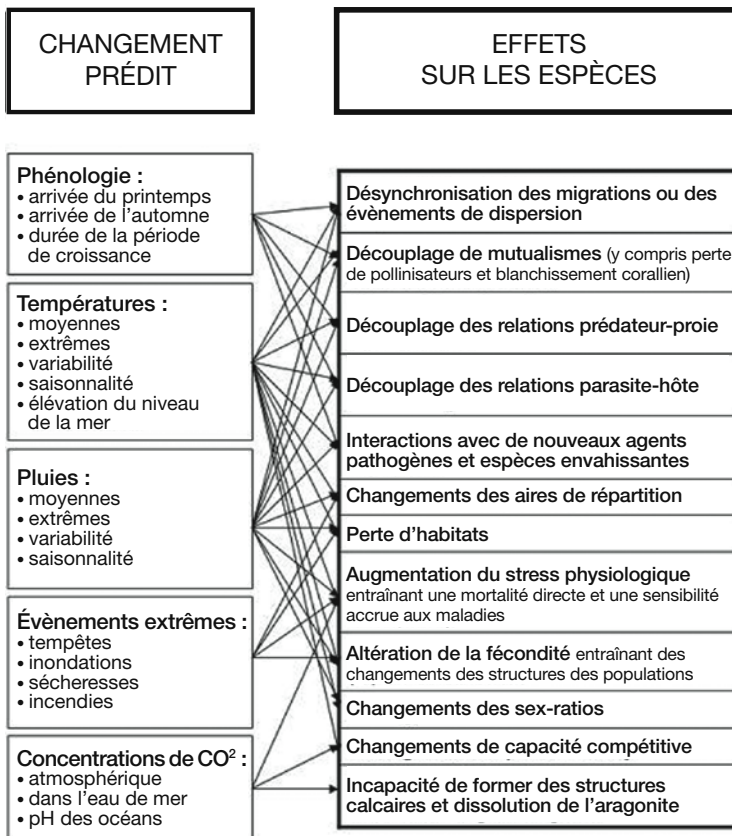 CHANGEMENT
PRÉDIT
EFFETS
SUR LES ESPÈCES
Phénologie :
• arrivée du printemps
• arrivée de l'automne
• durée de la période
de croissance
Températures :
• moyennes
• extrêmes
• variabilité
• saisonnalité
• élévation du niveau
de la mer
Pluies :
• moyennes
• extrêmes
• variabilité
• saisonnalité
Évènements extrêmes :
• tempêtes
• inondations
• sécheresses
• incendies
Concentrations de CO² :
• atmosphérique
• dans l'eau de mer
• pH des océans
Désynchronisation des migrations ou des
évènements de dispersion
Découplage de mutualismes (y compris perte
de pollinisateurs et blanchissement corallien)
Découplage des relations prédateur-proie
Découplage des relations parasite-hôte
Interactions avec de nouveaux agents
pathogènes et espèces envahissantes
Changements des aires de répartition
Perte d'habitats
Augmentation du stress physiologique
entraînant une mortalité directe et une sensibilité
accrue aux maladies
Altération de la fécondité entraînant des
changements des structures des populations
Changements des sex-ratios
Changements de capacité compétitive
Incapacité de former des structures
calcaires et dissolution de l'aragonite